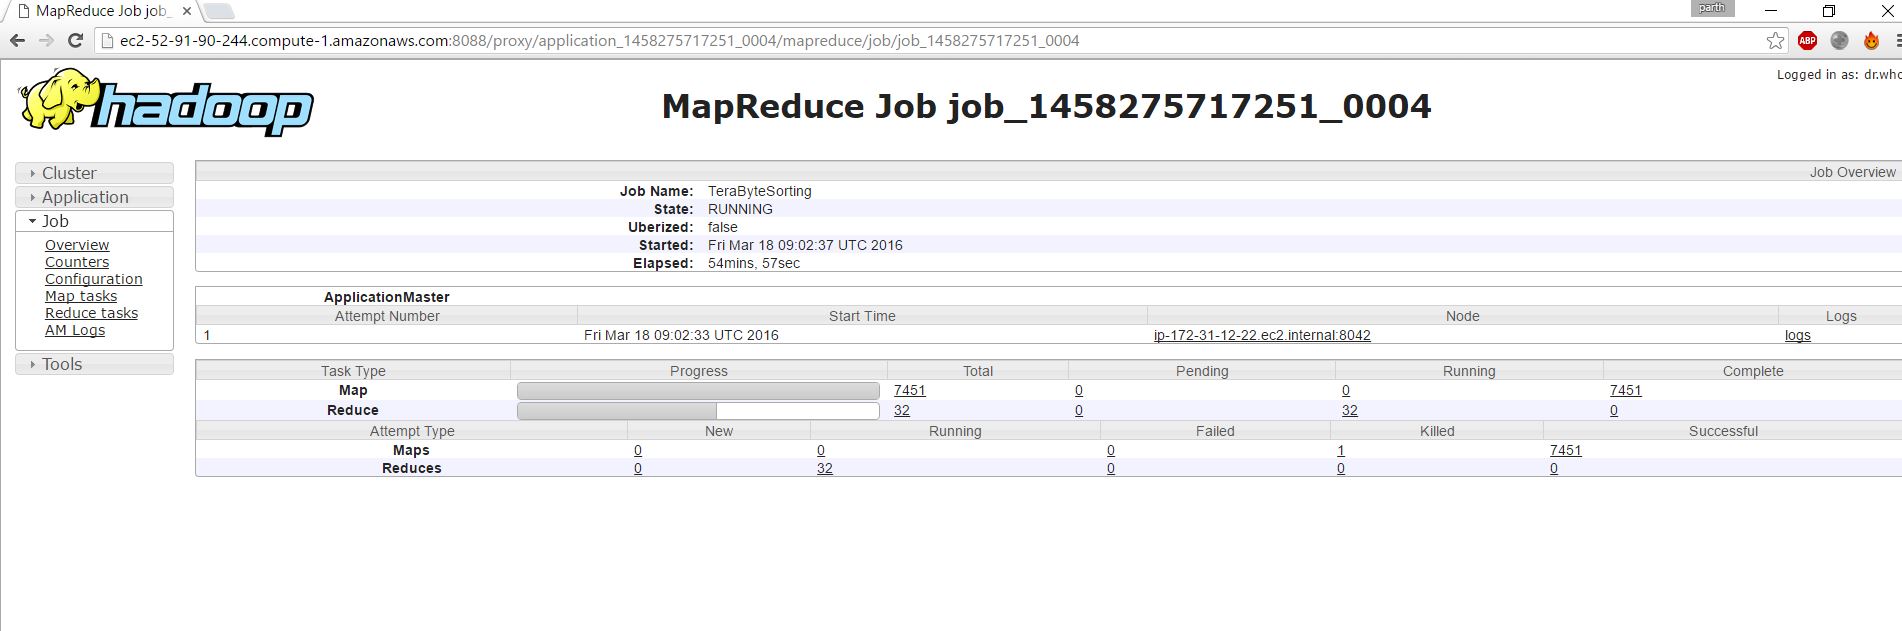 MapReduce Job job_
parth
ec2-52-91-90-244.compute-1.amazonaws.com:8088/proxy/application_1458275717251_0004/mapreduce/job/job_1458275717251_0004
ABP
Logged in as: dr.who
hadoop
MapReduce Job job_1458275717251_0004
Cluster
Application
Job
Overview
Counters
Configuration
Map tasks
Reduce tasks
AM Logs
Tools
Job Overview
Job Name: TeraByteSorting
State: RUNNING
Uberized: false
Started: Fri Mar 18 09:02:37 UTC 2016
Elapsed: 54mins, 57sec
ApplicationMaster
Attempt Number Start Time Node Logs
1 Fri Mar 18 09:02:33 UTC 2016 ip-172-31-12-22.ec2.internal:8042 logs
Task Type Progress Total Pending Running Complete
Map 7451 0 0 7451
Reduce 32 0 32 0
Attempt Type New Running Failed Killed Successful
Maps 0 0 0 1 7451
Reduces 0 32 0 0 0